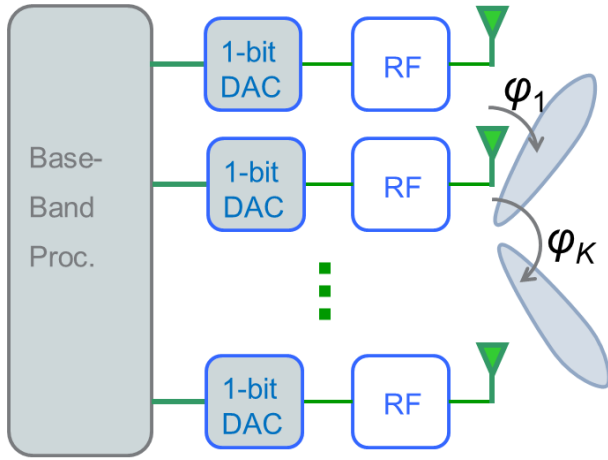 1-bit
DAC
RF
φ1
Base-
Band
Proc.
1-bit
DAC
RF
φK
1-bit
DAC
RF